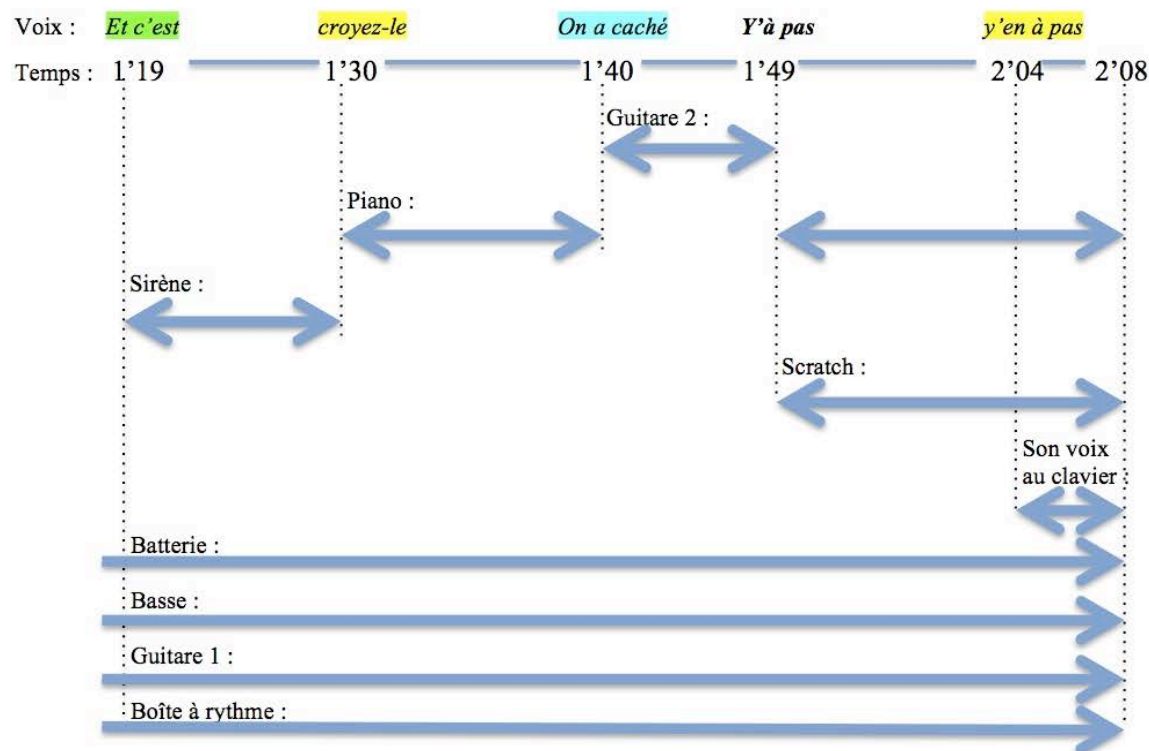 Voix : Et c’est croyez-le On a caché Y’à pas y’en à pas
Temps : 1’19 1’30 1’40 1’49 2’04 2’08
Guitare 2 :
Piano :
Sirène :
Scratch :
Son voix
au clavier :
Batterie :
Basse :
Guitare 1 :
Boîte à rythme :